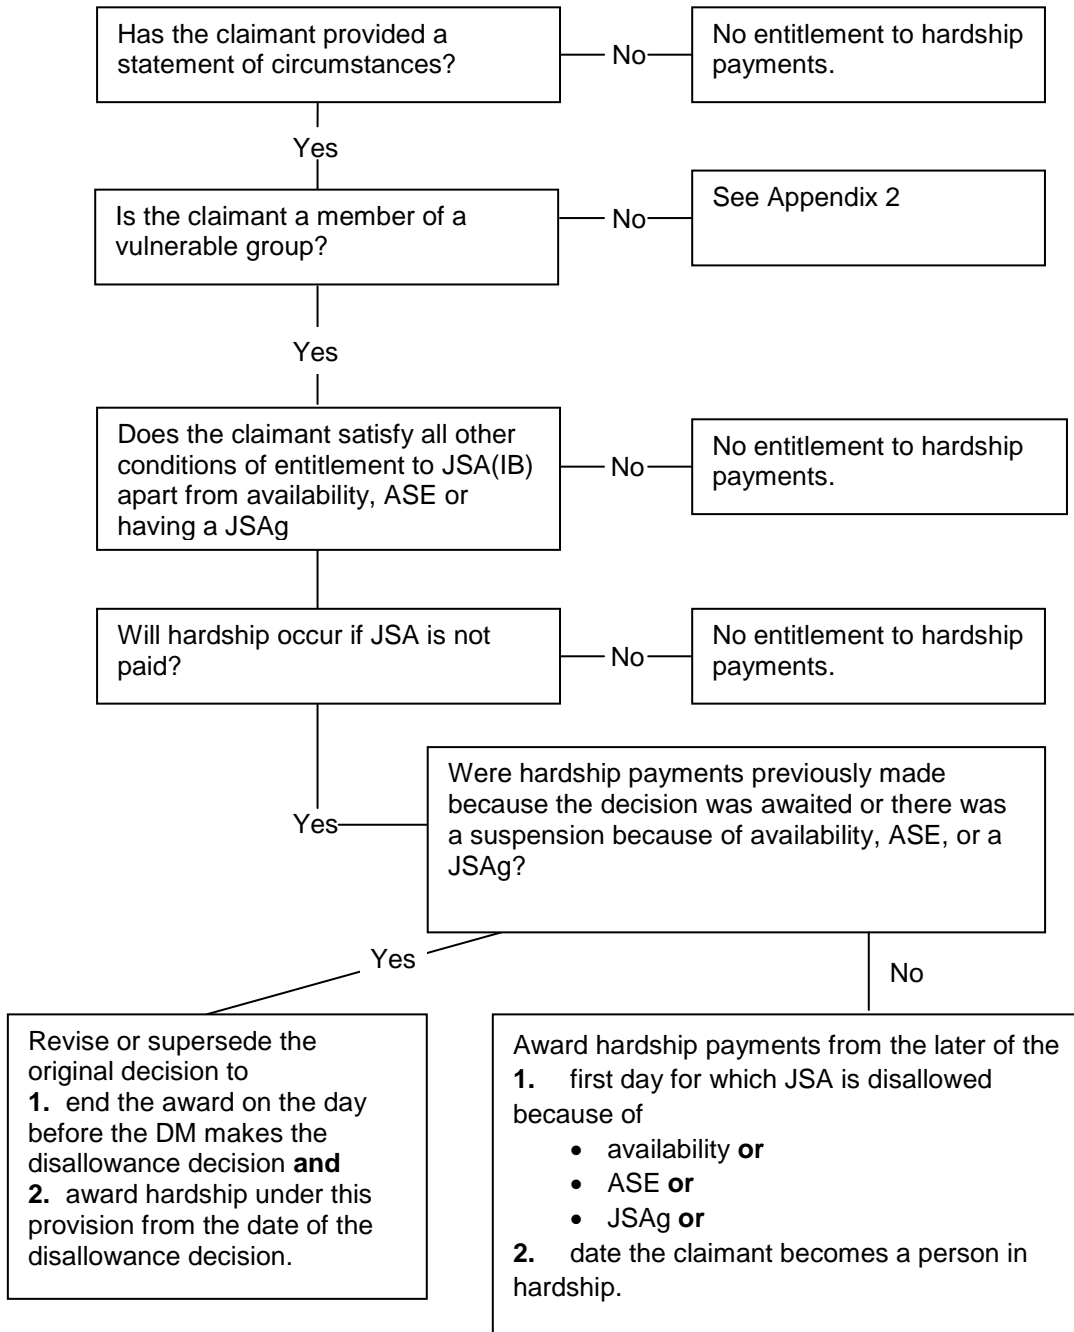 Has the claimant provided a
statement of circumstances?
No
No entitlement to hardship
payments.
Yes
Is the claimant a member of a
vulnerable group?
No
See Appendix 2
Yes
Does the claimant satisfy all other
conditions of entitlement to JSA(IB)
apart from availability, ASE or
having a JSAg
No
No entitlement to hardship
payments.
Will hardship occur if JSA is not
paid?
No
No entitlement to hardship
payments.
Yes
Were hardship payments previously made
because the decision was awaited or there was
a suspension because of availability, ASE, or a
JSAg?
Yes
No
Revise or supersede the
original decision to
1. end the award on the day
before the DM makes the
disallowance decision and
2. award hardship under this
provision from the date of the
disallowance decision.
Award hardship payments from the later of the
1. first day for which JSA is disallowed
because of
• availability or
• ASE or
• JSAg or
2. date the claimant becomes a person in
hardship.